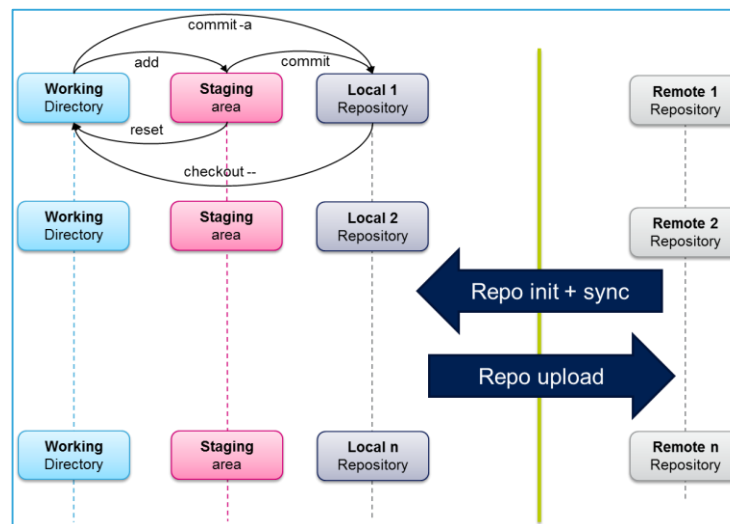 commit -a
add
commit
Working
Directory
Staging
area
Local 1
Repository
Remote 1
Repository
reset
checkout --
Working
Directory
Staging
area
Local 2
Repository
Remote 2
Repository
Repo init + sync
Repo upload
Working
Directory
Staging
area
Local n
Repository
Remote n
Repository